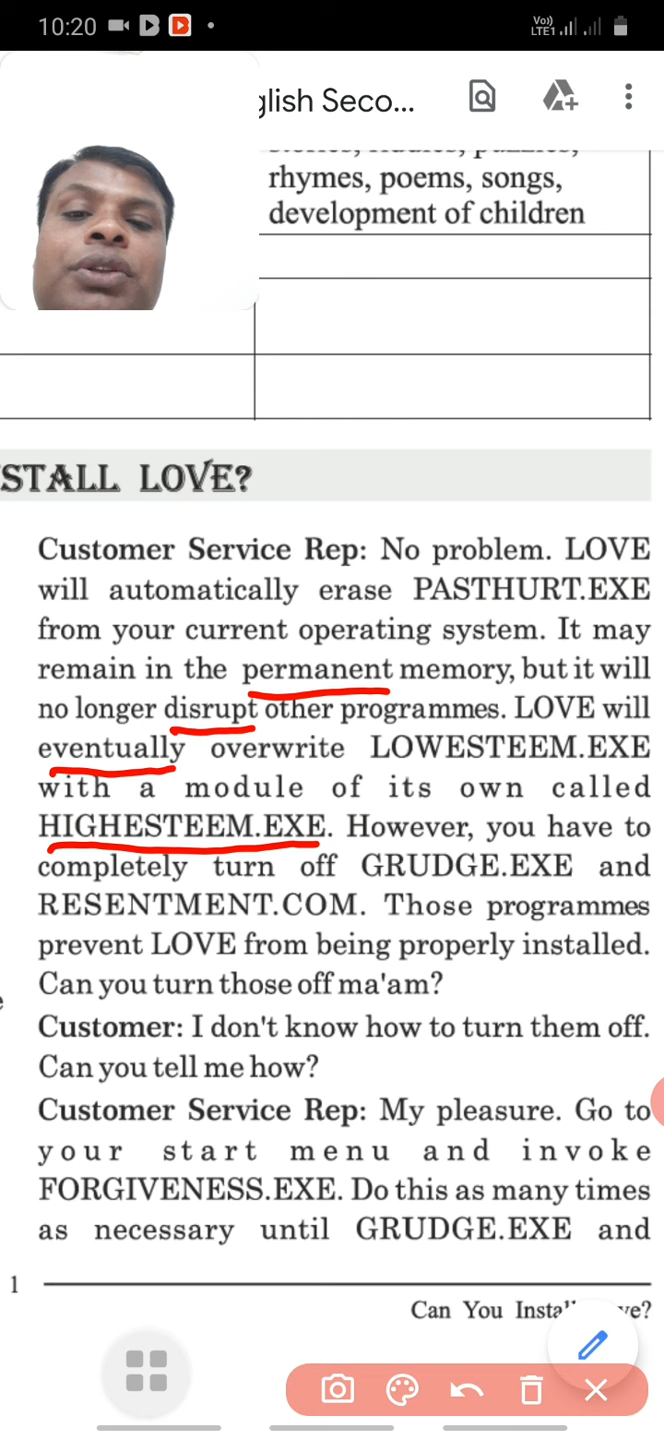 10:20
Vo))
LTE1
glish Seco...
rhymes, poems, songs,
development of children
STALL LOVE?
Customer Service Rep: No problem. LOVE
will automatically erase PASTHURT.EXE
from your current operating system. It may
remain in the permanent memory, but it will
no longer disrupt other programmes. LOVE will
eventually overwrite LOWESTEEM.EXE
with a module of its own called
HIGHESTEEM.EXE. However, you have to
completely turn off GRUDGE.EXE and
RESENTMENT.COM. Those programmes
prevent LOVE from being properly installed.
Can you turn those off ma'am?
Customer: I don't know how to turn them off.
Can you tell me how?
Customer Service Rep: My pleasure. Go to
your start menu and invoke
FORGIVENESS.EXE. Do this as many times
as necessary until GRUDGE.EXE and
1
Can You Insta ve?